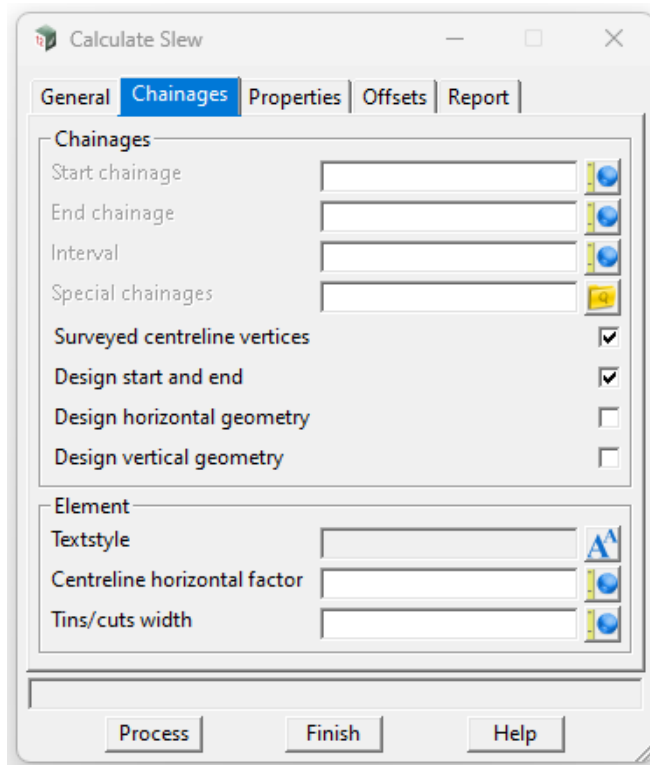 Calculate Slew
General Chainages Properties Offsets Report
Chainages
Start chainage
End chainage
Interval
Special chainages
Surveyed centreline vertices
Design start and end
Design horizontal geometry
Design vertical geometry
Element
Textstyle
Centreline horizontal factor
Tins/cuts width
Process Finish Help